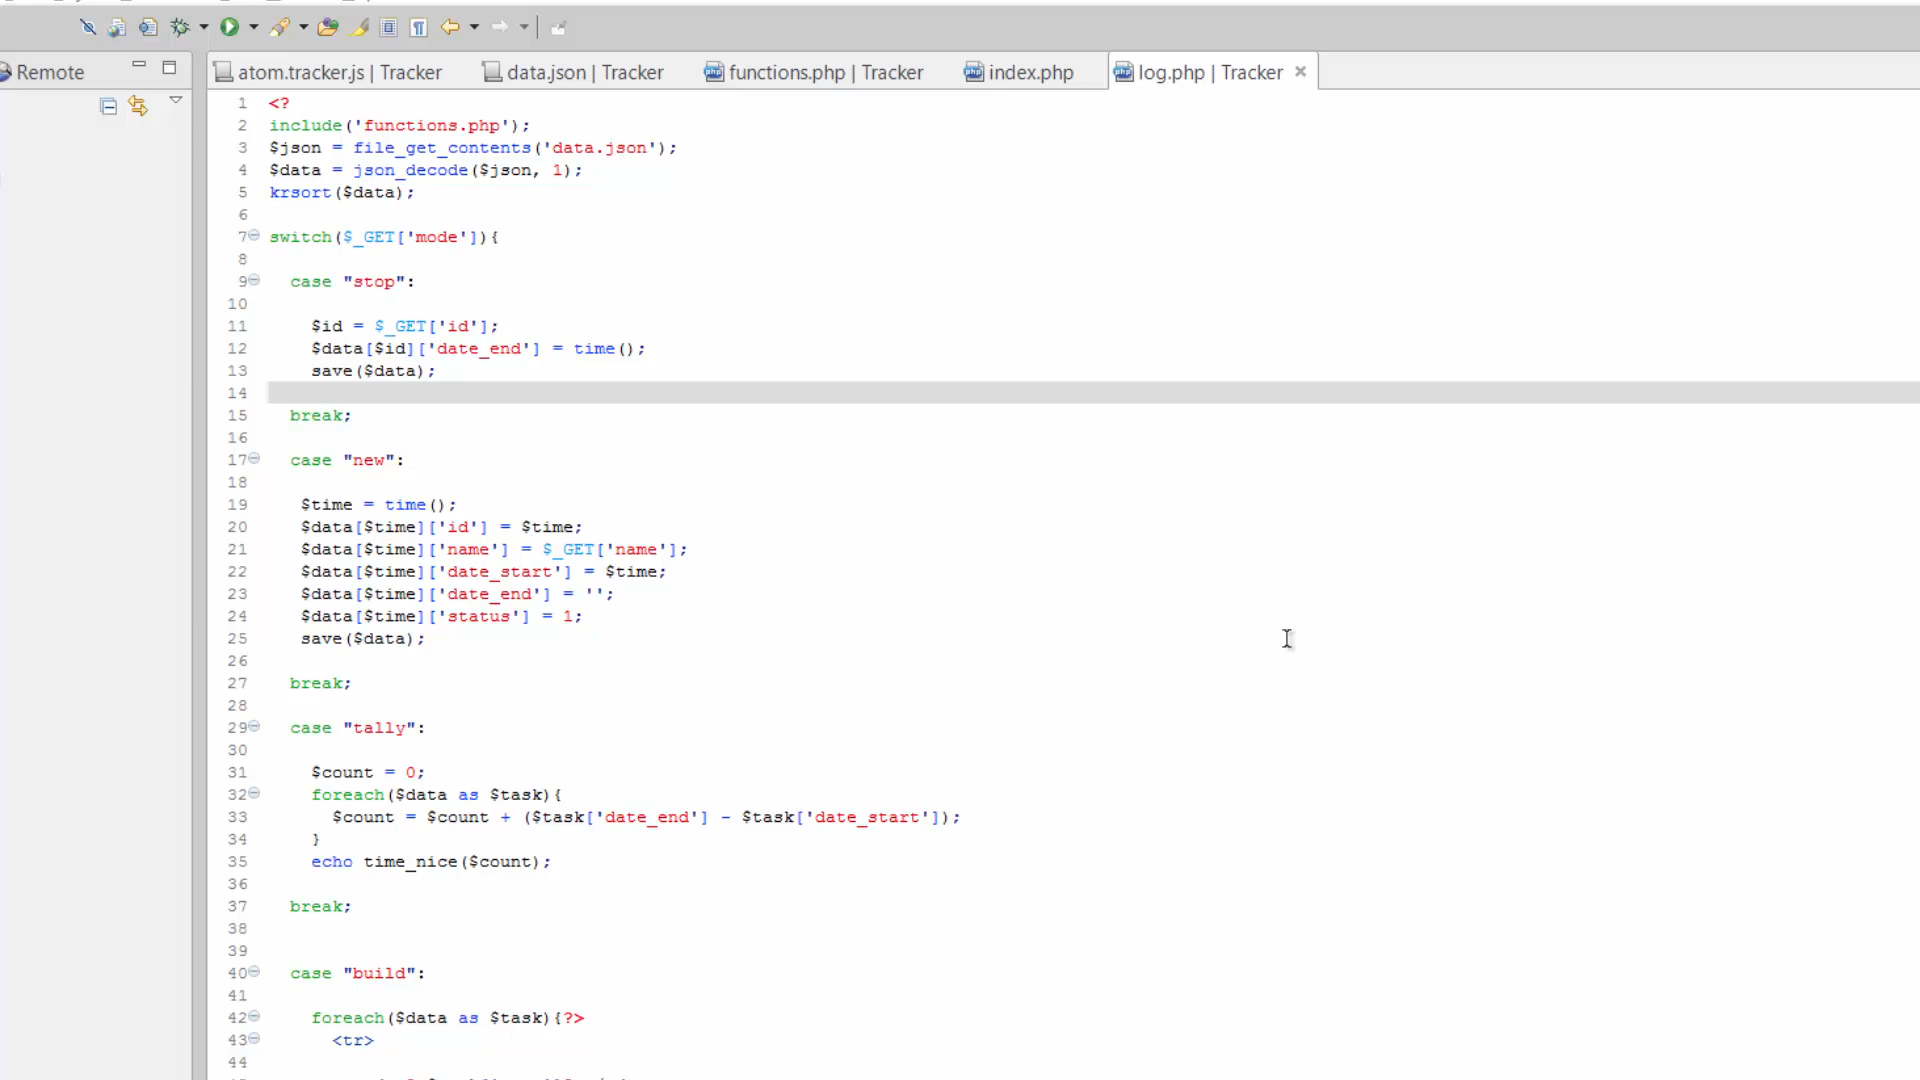 Remote
atom.tracker.js | Tracker
data.json | Tracker
functions.php | Tracker
index.php
log.php | Tracker
1 <?
2 include('functions.php');
3 $json = file_get_contents('data.json');
4 $data = json_decode($json, 1);
5 krsort($data);
6
7 switch($_GET['mode']){
8
9 case "stop":
10
11 $id = $_GET['id'];
12 $data[$id]['date_end'] = time();
13 save($data);
14
15 break;
16
17 case "new":
18
19 $time = time();
20 $data[$time]['id'] = $time;
21 $data[$time]['name'] = $_GET['name'];
22 $data[$time]['date_start'] = $time;
23 $data[$time]['date_end'] = '';
24 $data[$time]['status'] = 1;
25 save($data);
26
27 break;
28
29 case "tally":
30
31 $count = 0;
32 foreach($data as $task){
33 $count = $count + ($task['date_end'] - $task['date_start']);
34 }
35 echo time_nice($count);
36
37 break;
38
39
40 case "build":
41
42 foreach($data as $task){?>
43 <tr>
44